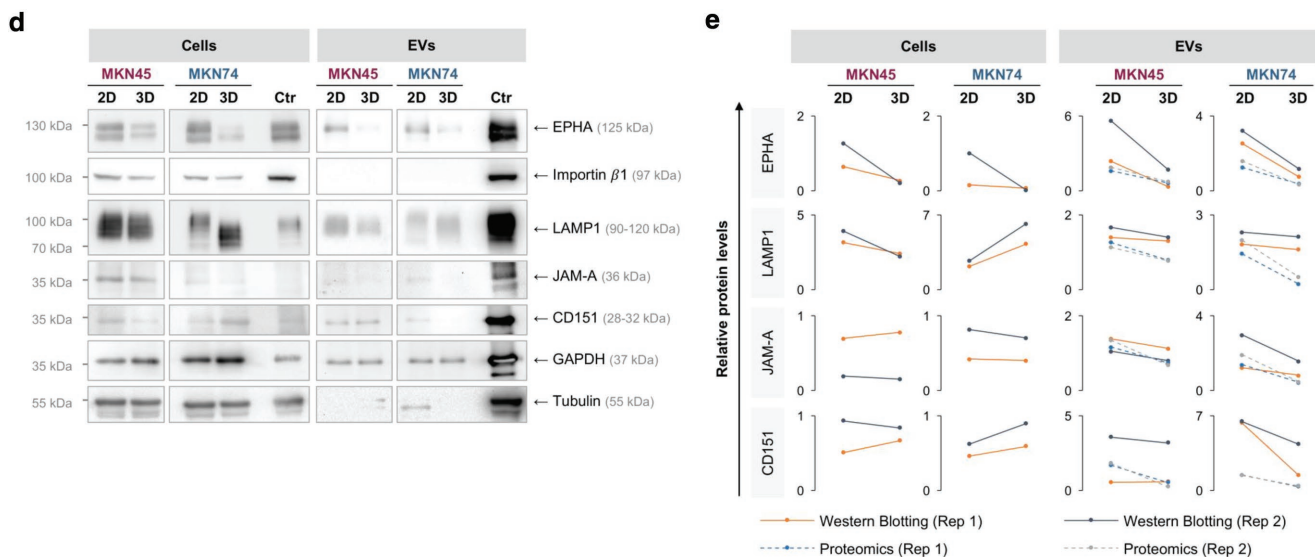 d
Cells EVs
MKN45 MKN74 MKN45 MKN74
2D 3D 2D 3D Ctr 2D 3D 2D 3D Ctr
130 kDa ← EPHA (125 kDa)
100 kDa ← Importin β1 (97 kDa)
100 kDa
70 kDa
← LAMP1 (90-120 kDa)
35 kDa ← JAM-A (36 kDa)
35 kDa ← CD151 (28-32 kDa)
35 kDa ← GAPDH (37 kDa)
55 kDa ← Tubulin (55 kDa)
e
Cells EVs
MKN45 MKN74 MKN45 MKN74
2D 3D 2D 3D 2D 3D 2D 3D
Relative protein levels
EPHA
2 2 6 4
0 0 0 0
LAMP1
5 7 2 3
0 0 0 0
JAM-A
1 1 2 4
0 0 0 0
CD151
1 1 5 7
0 0 0 0
Western Blotting (Rep 1) Western Blotting (Rep 2)
Proteomics (Rep 1) Proteomics (Rep 2)